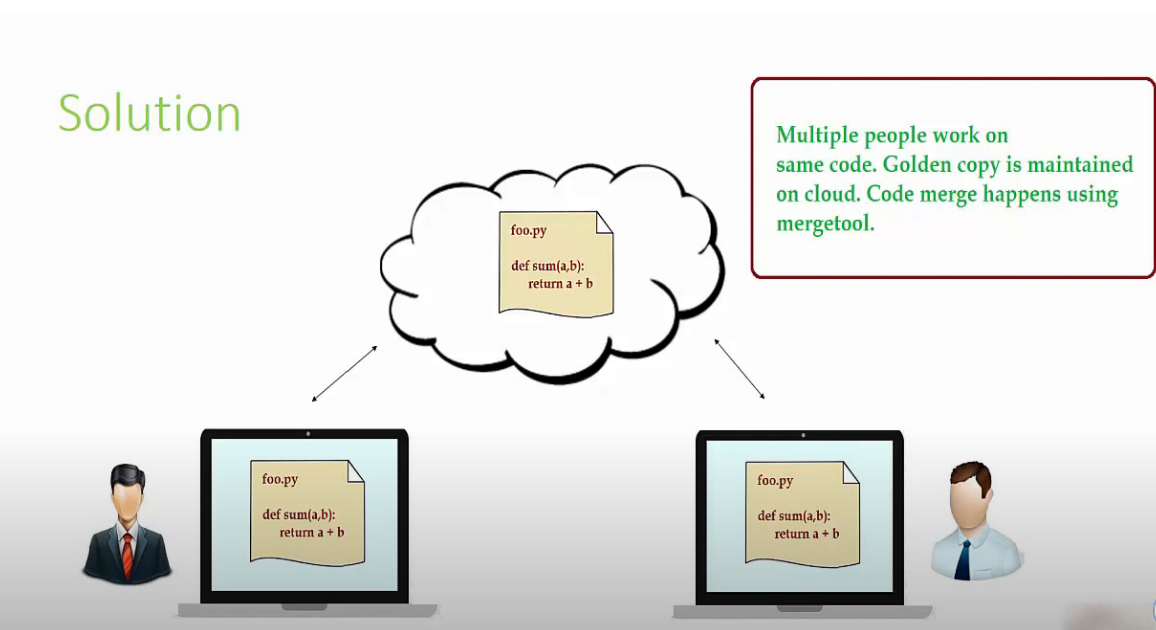 Solution
Multiple people work on
same code. Golden copy is maintained
on cloud. Code merge happens using
mergetool.
foo.py
def sum(a,b):
return a + b
foo.py
def sum(a,b):
return a + b
foo.py
def sum(a,b):
return a + b